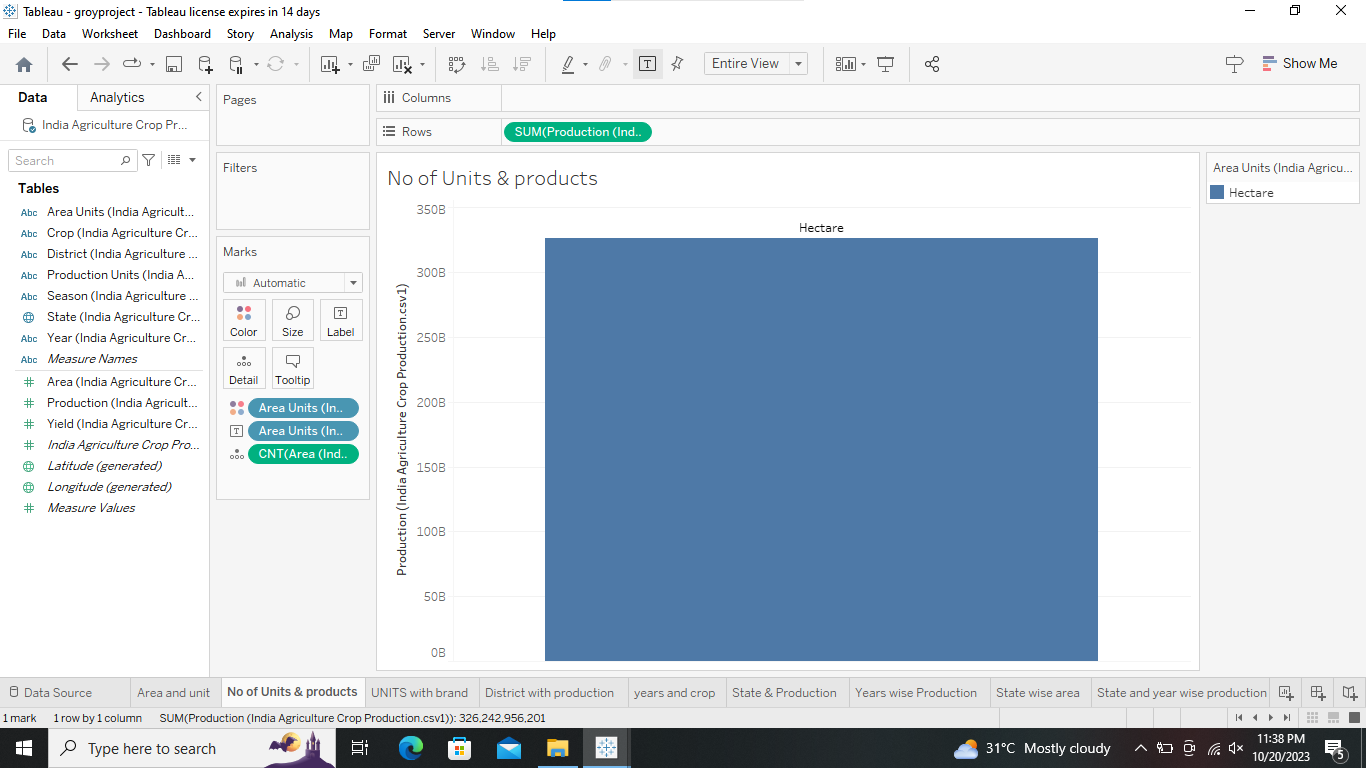 Tableau - groyproject - Tableau license expires in 14 days
File Data Worksheet Dashboard Story Analysis Map Format Server Window Help
Entire View
Show Me
Data Analytics
India Agriculture Crop Pr...
Search
Tables
Abc Area Units (India Agricult...
Abc Crop (India Agriculture Cr...
Abc District (India Agriculture ...
Abc Production Units (India A...
Abc Season (India Agriculture ...
State (India Agriculture Cr...
Abc Year (India Agriculture Cr...
Abc Measure Names
Area (India Agriculture Cr...
Production (India Agricult...
Yield (India Agriculture Cr...
India Agriculture Crop Pro...
Latitude (generated)
Longitude (generated)
Measure Values
Pages
Filters
Marks
Automatic
Color Size Label
Detail Tooltip
Area Units (In..
T Area Units (In..
CNT(Area (Ind..
Columns
Rows SUM(Production (Ind..
No of Units & products
Production (India Agriculture Crop Production.csv1)
350B
300B
250B
200B
150B
100B
50B
0B
Hectare
Area Units (India Agricu...
Hectare
Data Source Area and unit No of Units & products UNITS with brand District with production years and crop State & Production Years wise Production State wise area State and year wise production
1 mark 1 row by 1 column SUM(Production (India Agriculture Crop Production.csv1)): 326,242,956,201
Type here to search
31°C Mostly cloudy
11:38 PM
10/20/2023
5